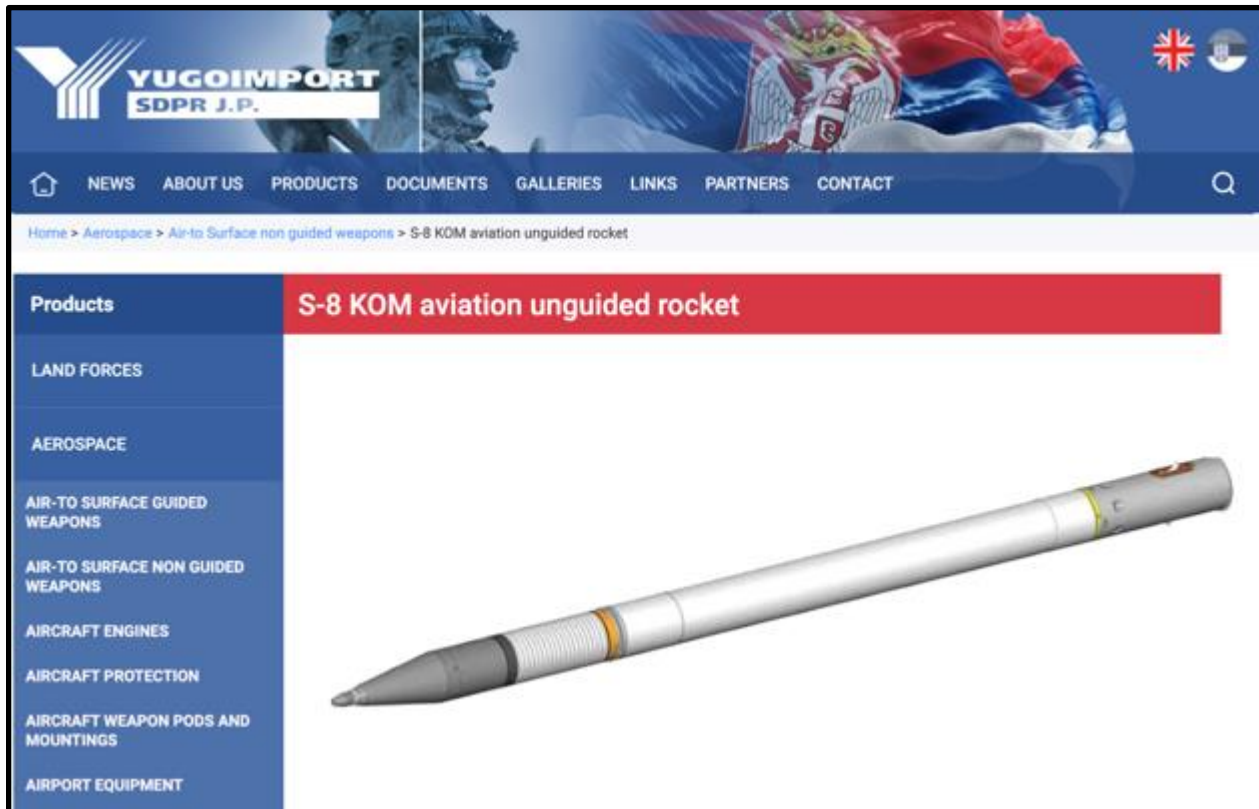 YUGOIMPORT
SDPR J.P.
NEWS ABOUT US PRODUCTS DOCUMENTS GALLERIES LINKS PARTNERS CONTACT
Home > Aerospace > Air-to Surface non guided weapons > S-8 KOM aviation unguided rocket
Products
S-8 KOM aviation unguided rocket
LAND FORCES
AEROSPACE
AIR-TO SURFACE GUIDED
WEAPONS
AIR-TO SURFACE NON GUIDED
WEAPONS
AIRCRAFT ENGINES
AIRCRAFT PROTECTION
AIRCRAFT WEAPON PODS AND
MOUNTINGS
AIRPORT EQUIPMENT